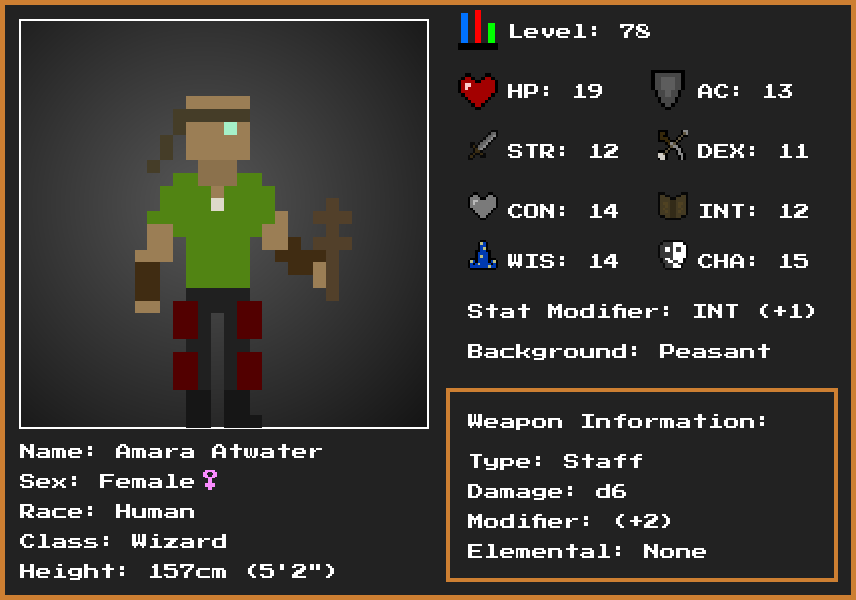 Level: 78
HP: 19
AC: 13
STR: 12
DEX: 11
CON: 14
INT: 12
WIS: 14
CHA: 15
Stat Modifier: INT (+1)
Background: Peasant
Weapon Information:
Type: Staff
Damage: d6
Modifier: (+2)
Elemental: None
Name: Amara Atwater
Sex: Female♀
Race: Human
Class: Wizard
Height: 157cm (5'2")